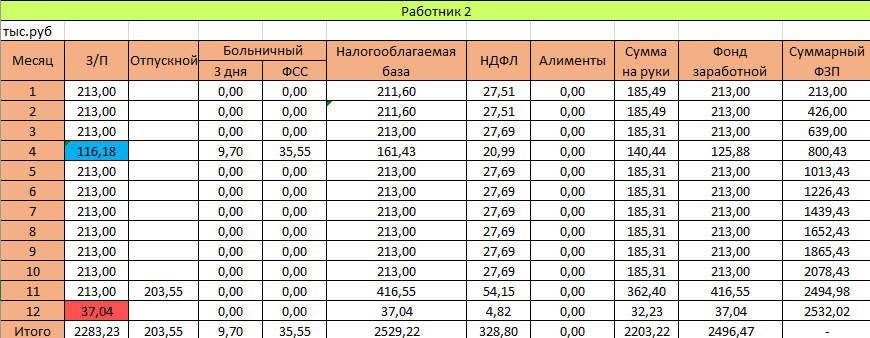 Работник 2
тыс.руб
Месяц З/П Отпускной Больничный Налогооблагаемая база НДФЛ Алименты Сумма на руки Фонд заработной Суммарный ФЗП
3 дня ФСС
1 213,00 0,00 0,00 211,60 27,51 0,00 185,49 213,00 213,00
2 213,00 0,00 0,00 211,60 27,51 0,00 185,49 213,00 426,00
3 213,00 0,00 0,00 213,00 27,69 0,00 185,31 213,00 639,00
4 116,18 9,70 35,55 161,43 20,99 0,00 140,44 125,88 800,43
5 213,00 0,00 0,00 213,00 27,69 0,00 185,31 213,00 1013,43
6 213,00 0,00 0,00 213,00 27,69 0,00 185,31 213,00 1226,43
7 213,00 0,00 0,00 213,00 27,69 0,00 185,31 213,00 1439,43
8 213,00 0,00 0,00 213,00 27,69 0,00 185,31 213,00 1652,43
9 213,00 0,00 0,00 213,00 27,69 0,00 185,31 213,00 1865,43
10 213,00 0,00 0,00 213,00 27,69 0,00 185,31 213,00 2078,43
11 213,00 203,55 0,00 0,00 416,55 54,15 0,00 362,40 416,55 2494,98
12 37,04 0,00 0,00 37,04 4,82 0,00 32,23 37,04 2532,02
Итого 2283,23 203,55 9,70 35,55 2529,22 328,80 0,00 2203,22 2496,47 -